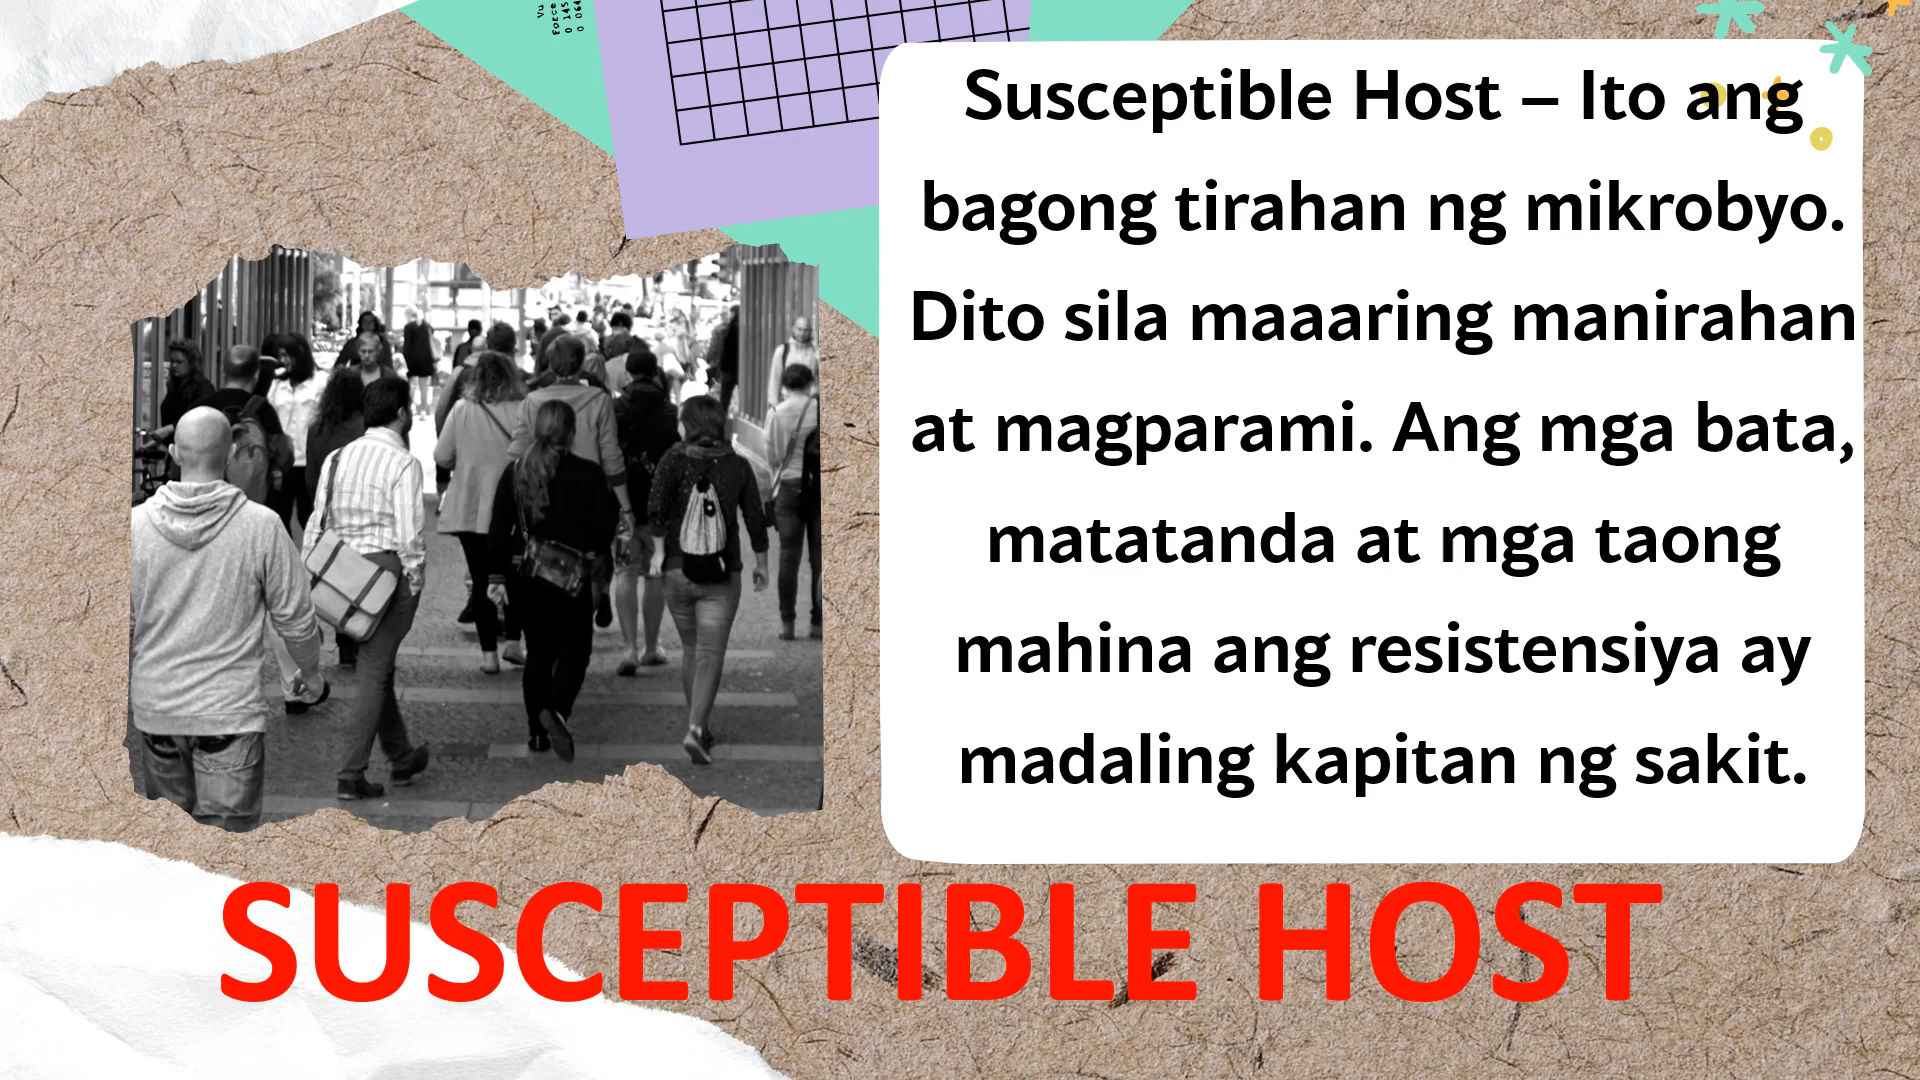 Susceptible Host – Ito ang
bagong tirahan ng mikrobyo.
Dito sila maaaring manirahan
at magparami. Ang mga bata,
matatanda at mga taong
mahina ang resistensiya ay
madaling kapitan ng sakit.
SUSCEPTIBLE HOST